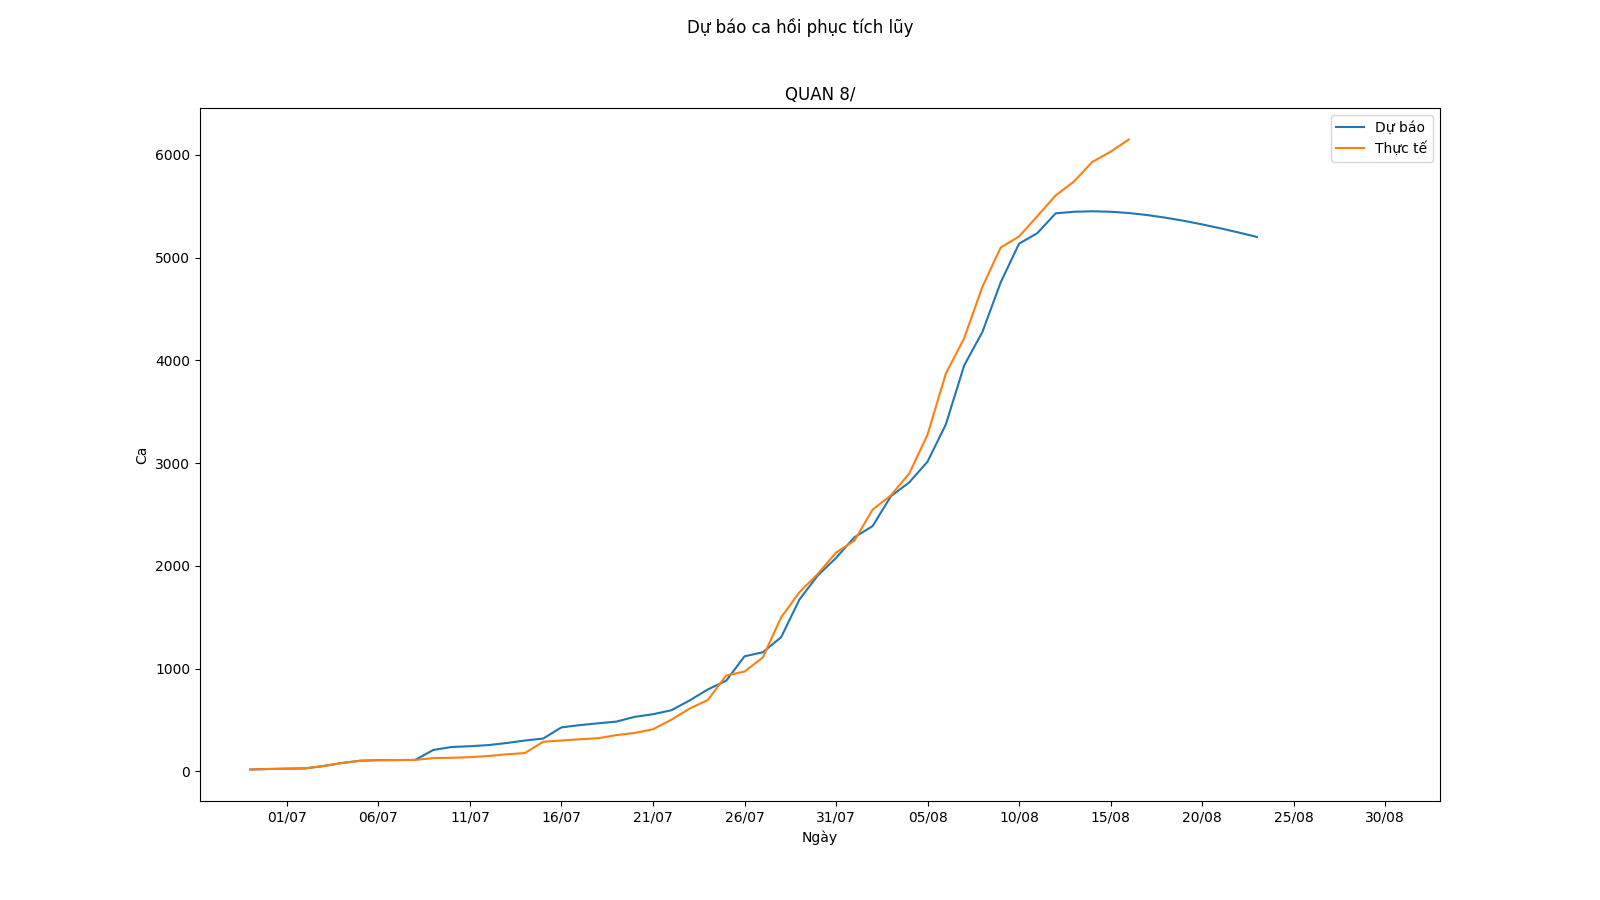 Dự báo ca hồi phục tích lũy
QUAN 8/
Dự báo
Thực tế
6000
5000
4000
3000
2000
1000
0
Ca
01/07 06/07 11/07 16/07 21/07 26/07 31/07 05/08 10/08 15/08 20/08 25/08 30/08
Ngày